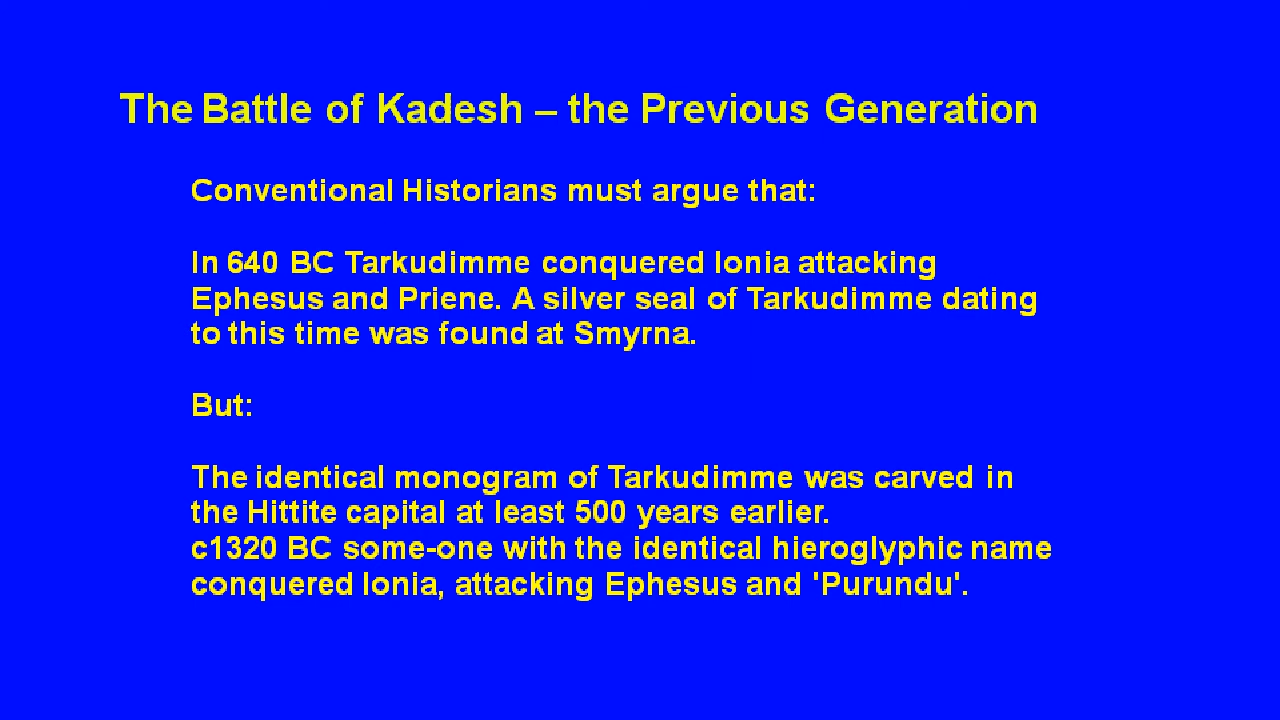 The Battle of Kadesh – the Previous Generation
Conventional Historians must argue that:
In 640 BC Tarkudimme conquered Ionia attacking
Ephesus and Priene. A silver seal of Tarkudimme dating
to this time was found at Smyrna.
But:
The identical monogram of Tarkudimme was carved in
the Hittite capital at least 500 years earlier.
c1320 BC some-one with the identical hieroglyphic name
conquered Ionia, attacking Ephesus and 'Purundu'.